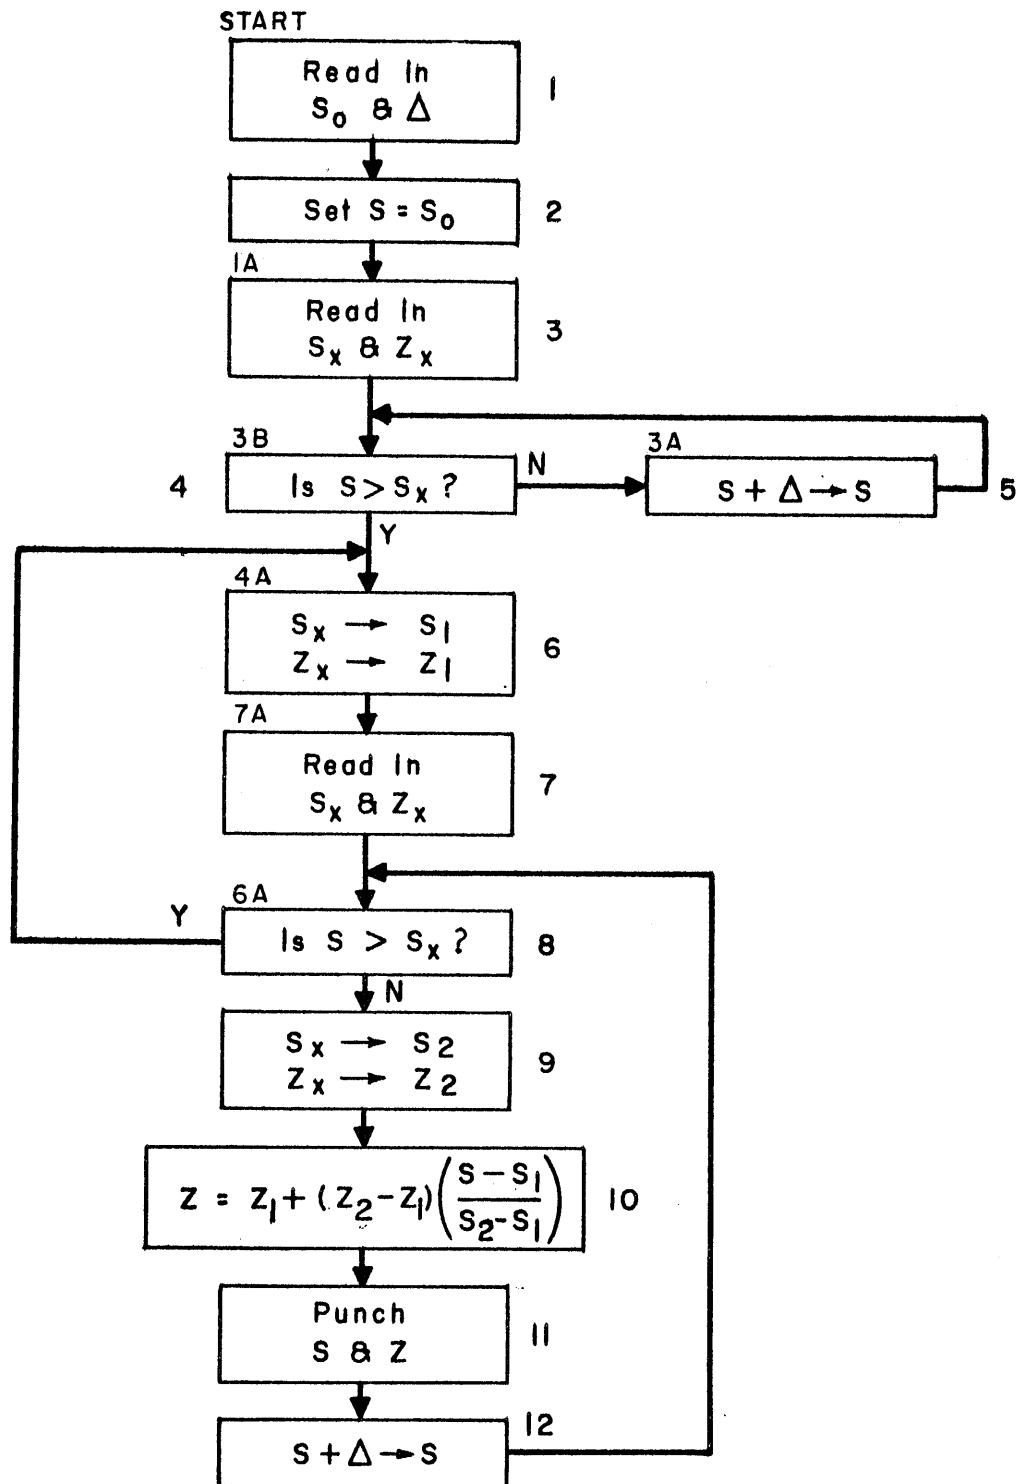 START
Read In
S₀ & Δ
1
Set S = S₀
2
1A
Read In
Sₓ & Zₓ
3
3B
4
Is S > Sₓ ?
N
3A
S + Δ → S
5
Y
4A
Sₓ → S₁
Zₓ → Z₁
6
7A
Read In
Sₓ & Zₓ
7
6A
Y
Is S > Sₓ ?
8
N
Sₓ → S₂
Zₓ → Z₂
9
Z = Z₁ + (Z₂ - Z₁) ((S - S₁) / (S₂ - S₁))
10
Punch
S & Z
11
12
S + Δ → S